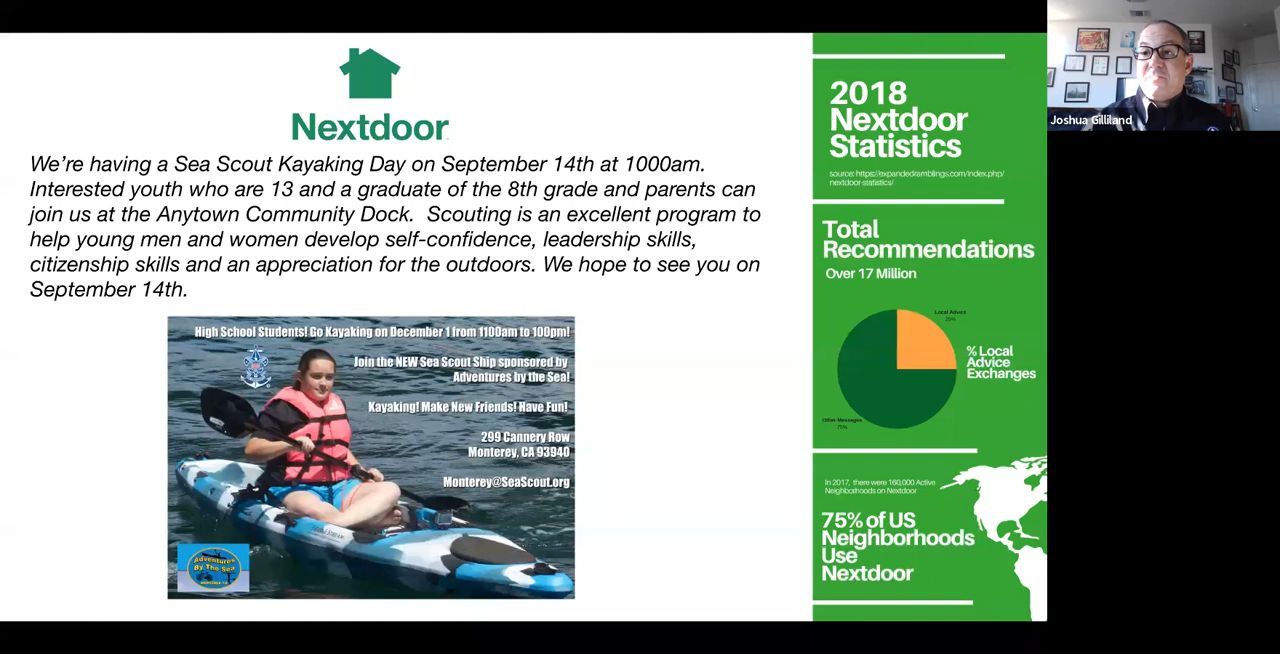 Nextdoor
We're having a Sea Scout Kayaking Day on September 14th at 1000am.
Interested youth who are 13 and a graduate of the 8th grade and parents can
join us at the Anytown Community Dock.  Scouting is an excellent program to
help young men and women develop self-confidence, leadership skills,
citizenship skills and an appreciation for the outdoors. We hope to see you on
September 14th.
High School Students! Go Kayaking on December 1 from 1100am to 100pm!
Join the NEW Sea Scout Ship sponsored by
Adventures by the Sea!
Kayaking! Make New Friends! Have Fun!
299 Cannery Row
Monterey, CA 93940
Monterey@SeaScout.org
Adventures
By The Sea
MONTEREY, CA
2018
Nextdoor
Statistics
source: https://expandedramblings.com/index.php/
nextdoor-statistics/
Total
Recommendations
Over 17 Million
Local Advice
25%
% Local
Advice
Exchanges
Other Messages
75%
In 2017, there were 160,000 Active
Neighborhoods on Nextdoor
75% of US
Neighborhoods
Use
Nextdoor
Joshua Gilliland